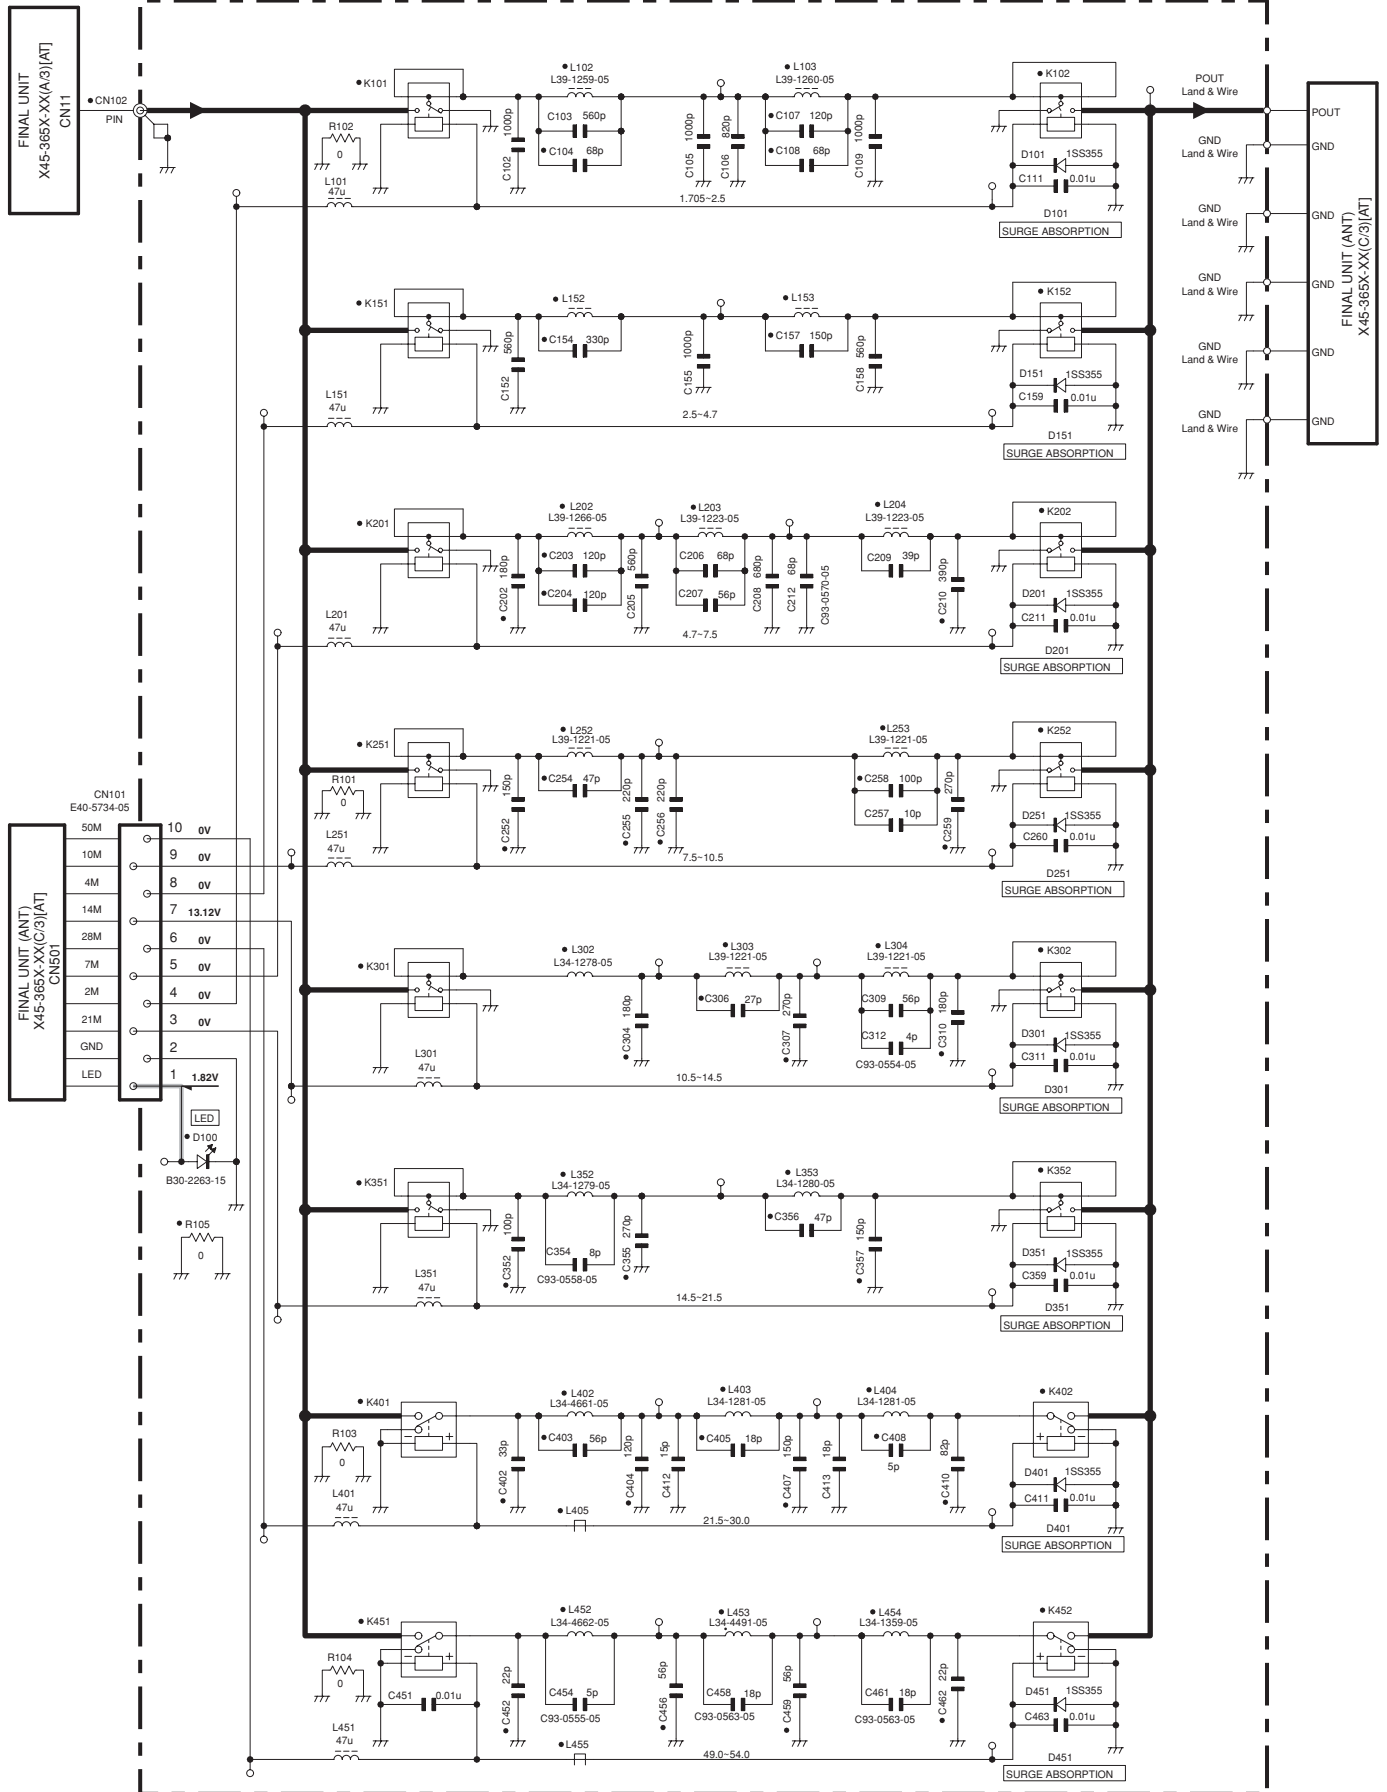 FINAL UNIT
X45-365X-XX(A/3)[AT]
CN11
CN102
PIN
K101
R102
0
L101
47u
C102 1000p
L102
L39-1259-05
C103 560p
C104 68p
C105 1000p
C106 820p
L103
L39-1260-05
C107 120p
C108 68p
C109 1000p
1.705~2.5
K102
D101 1SS355
C111 0.01u
D101
SURGE ABSORPTION
POUT
Land & Wire
GND
Land & Wire
GND
Land & Wire
GND
Land & Wire
GND
Land & Wire
GND
Land & Wire
POUT
GND
GND
GND
GND
GND
FINAL UNIT (ANT)
X45-365X-XX(C/3)[AT]
K151
L151
47u
C152 560p
L152
C154 330p
C155 1000p
L153
C157 150p
C158 560p
2.5~4.7
K152
D151 1SS355
C159 0.01u
D151
SURGE ABSORPTION
K201
L201
47u
C202 180p
L202
L39-1266-05
C203 120p
C204 120p
C205 560p
L203
L39-1223-05
C206 68p
C207 56p
C208 680p
C212 68p
C93-0570-05
L204
L39-1223-05
C209 39p
C210 390p
4.7~7.5
K202
D201 1SS355
C211 0.01u
D201
SURGE ABSORPTION
K251
R101
0
L251
47u
C252 150p
L252
L39-1221-05
C254 47p
C255 220p
C256 220p
L253
L39-1221-05
C258 100p
C257 10p
C259 270p
7.5~10.5
K252
D251 1SS355
C260 0.01u
D251
SURGE ABSORPTION
CN101
E40-5734-05
FINAL UNIT (ANT)
X45-365X-XX(C/3)[AT]
CN501
50M 10 0V
10M 9 0V
4M 8 0V
14M 7 13.12V
28M 6 0V
7M 5 0V
2M 4 0V
21M 3 0V
GND 2
LED 1 1.82V
LED
D100
B30-2263-15
R105
0
K301
L301
47u
L302
L34-1278-05
C304 180p
L303
L39-1221-05
C306 27p
C307 270p
L304
L39-1221-05
C309 56p
C312 4p
C93-0554-05
C310 180p
10.5~14.5
K302
D301 1SS355
C311 0.01u
D301
SURGE ABSORPTION
K351
L351
47u
C352 100p
L352
L34-1279-05
C354 8p
C93-0558-05
C355 270p
L353
L34-1280-05
C356 47p
C357 150p
14.5~21.5
K352
D351 1SS355
C359 0.01u
D351
SURGE ABSORPTION
K401
- +
R103
0
L401
47u
C402 33p
L402
L34-4661-05
C403 56p
C404 120p
C412 15p
L403
L34-1281-05
C405 18p
C407 150p
C413 18p
L404
L34-1281-05
C408
5p
C410 82p
L405
21.5~30.0
K402
+ -
D401 1SS355
C411 0.01u
D401
SURGE ABSORPTION
K451
- +
R104
0
C451 0.01u
L451
47u
C452 22p
L452
L34-4662-05
C454 5p
C93-0555-05
C456 56p
L453
L34-4491-05
C458 18p
C93-0563-05
C459 56p
L454
L34-1359-05
C461 18p
C93-0563-05
C462 22p
L455
49.0~54.0
K452
+ -
D451 1SS355
C463 0.01u
D451
SURGE ABSORPTION